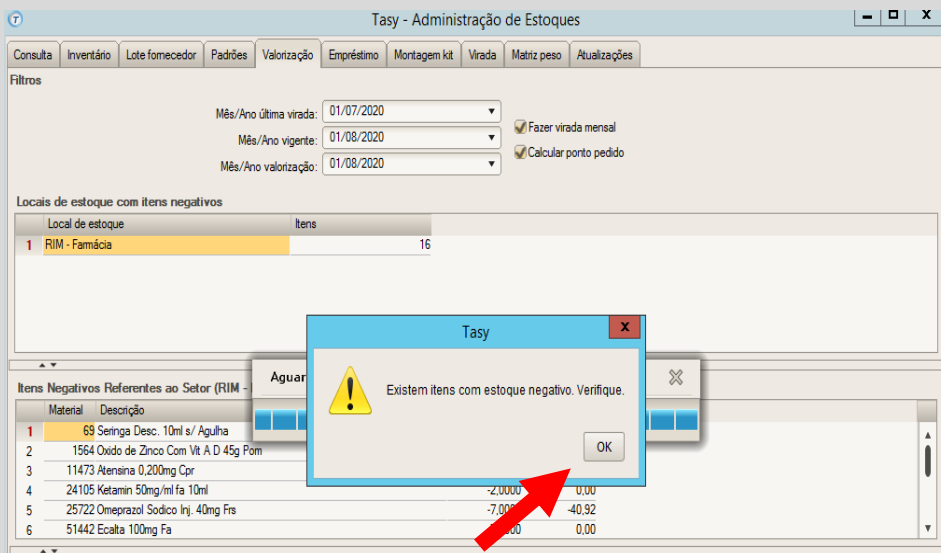 Tasy - Administração de Estoques
Consulta Inventário Lote fornecedor Padrões Valorização Empréstimo Montagem kit Virada Matriz peso Atualizações
Filtros
Mês/Ano última virada: 01/07/2020
Fazer virada mensal
Mês/Ano vigente: 01/08/2020
Calcular ponto pedido
Mês/Ano valorização: 01/08/2020
Locais de estoque com itens negativos
Local de estoque Itens
1 RIM - Farmácia 16
Tasy
Aguar
Existem itens com estoque negativo. Verifique.
OK
Itens Negativos Referentes ao Setor (RIM -
Material Descrição
1 69 Seringa Desc. 10ml s/ Agulha
2 1564 Oxido de Zinco Com Vit A D 45g Pom
3 11473 Atensina 0,200mg Cpr
4 24105 Ketamin 50mg/ml fa 10ml -2,0000 0,00
5 25722 Omeprazol Sodico Inj. 40mg Frs -40,92
6 51442 Ecalta 100mg Fa 0,00